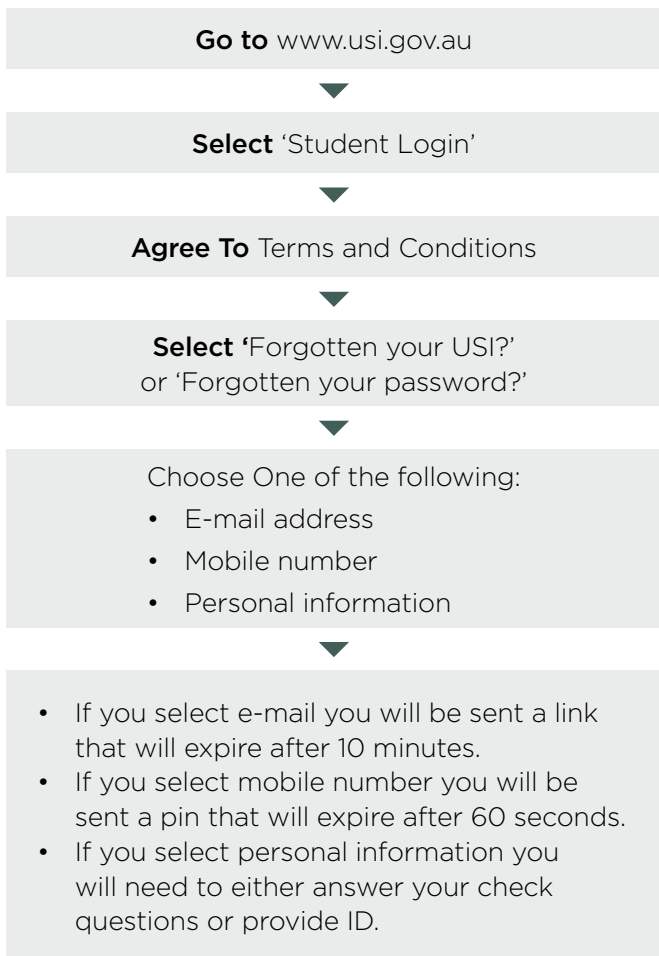 Go to www.usi.gov.au
Select ‘Student Login’
Agree To Terms and Conditions
Select ‘Forgotten your USI?’
or ‘Forgotten your password?’
Choose One of the following:
• E-mail address
• Mobile number
• Personal information
• If you select e-mail you will be sent a link
that will expire after 10 minutes.
• If you select mobile number you will be
sent a pin that will expire after 60 seconds.
• If you select personal information you
will need to either answer your check
questions or provide ID.